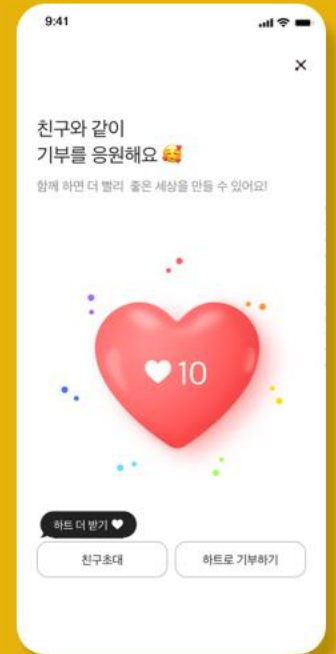 9:41
친구와 같이
기부를 응원해요 🥰
함께 하면 더 빨리 좋은 세상을 만들 수 있어요!
10
하트 더 받기 🤍
친구초대
하트로 기부하기